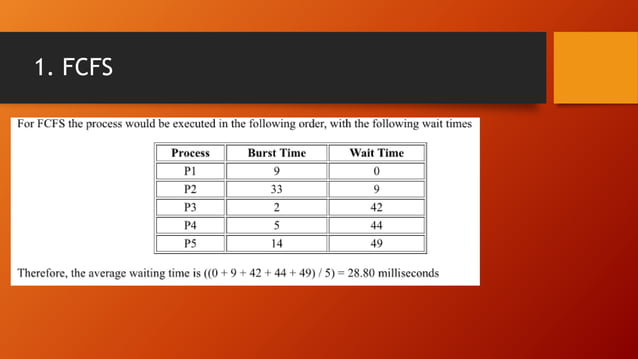 1. FCFS
For FCFS the process would be executed in the following order, with the following wait times
Process Burst Time Wait Time
P1 9 0
P2 33 9
P3 2 42
P4 5 44
P5 14 49
Therefore, the average waiting time is ((0 + 9 + 42 + 44 + 49) / 5) = 28.80 milliseconds